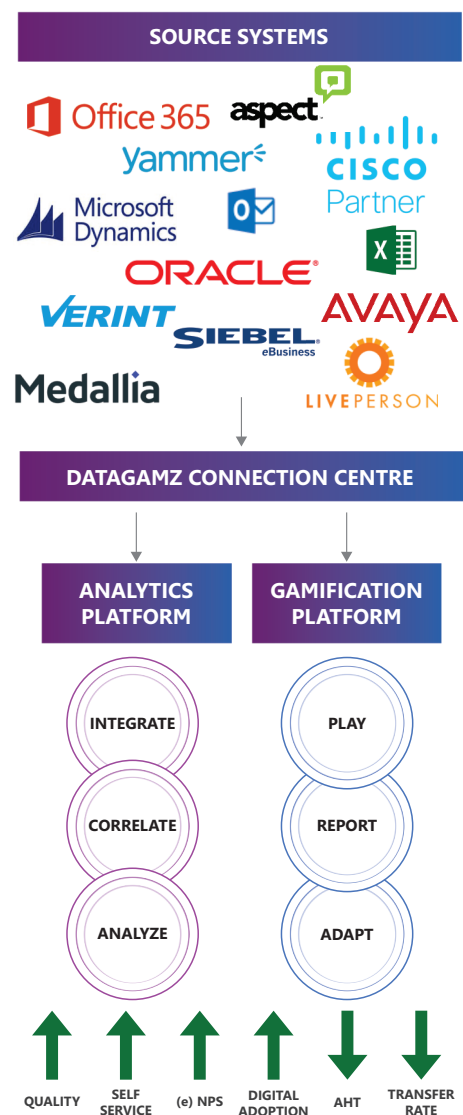 SOURCE SYSTEMS
Office 365
aspect
yammer
CISCO
Partner
Microsoft
Dynamics
O
X
ORACLE®
VERINT
AVAYA
SIEBEL®
eBusiness
Medallia
LIVEPERSON
DATAGAMZ CONNECTION CENTRE
ANALYTICS
PLATFORM
GAMIFICATION
PLATFORM
INTEGRATE
PLAY
CORRELATE
REPORT
ANALYZE
ADAPT
QUALITY
SELF
SERVICE
(e) NPS
DIGITAL
ADOPTION
AHT
TRANSFER
RATE